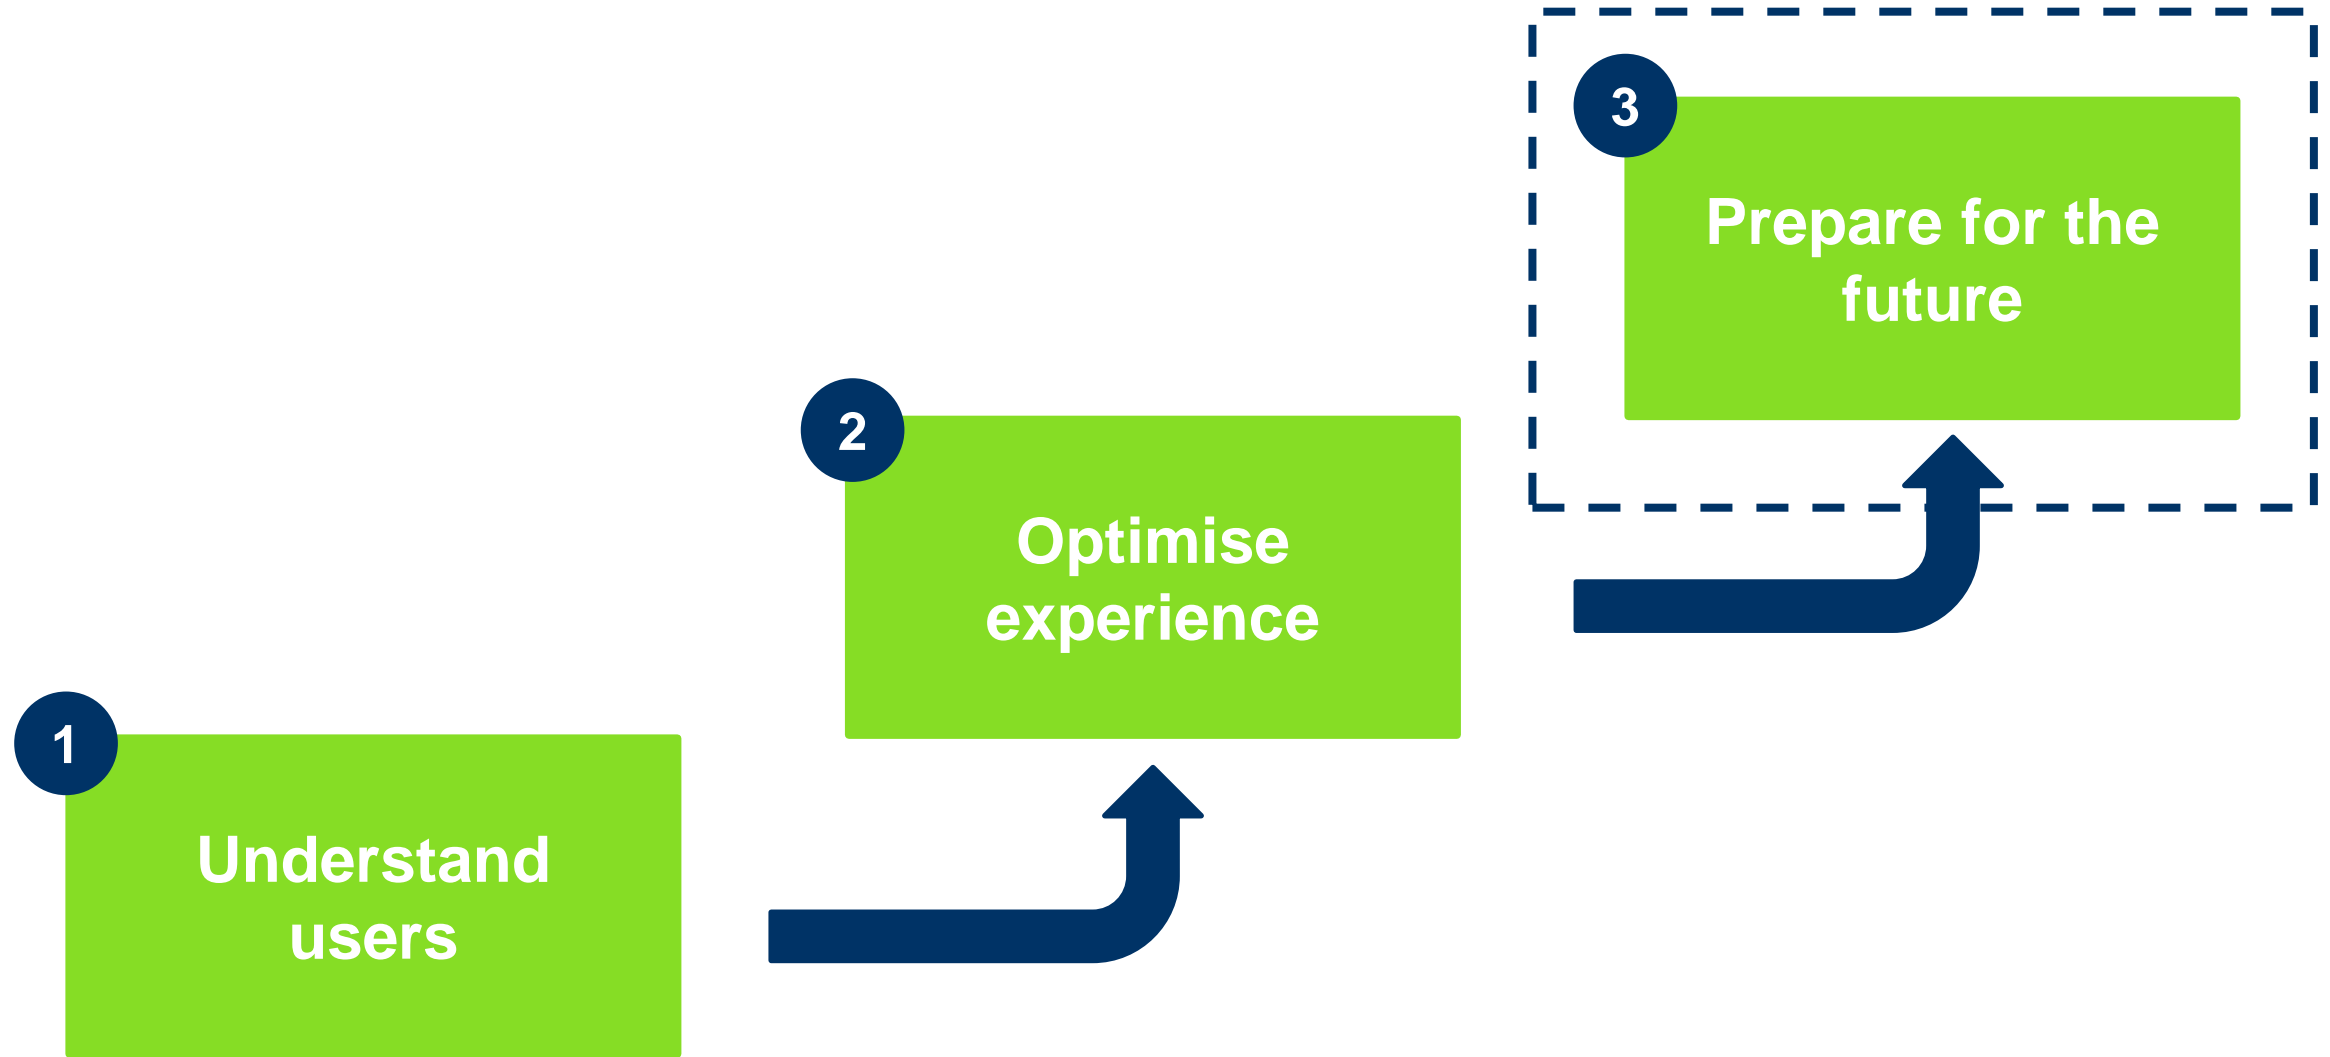 1
Understand
users
2
Optimise
experience
3
Prepare for the
future